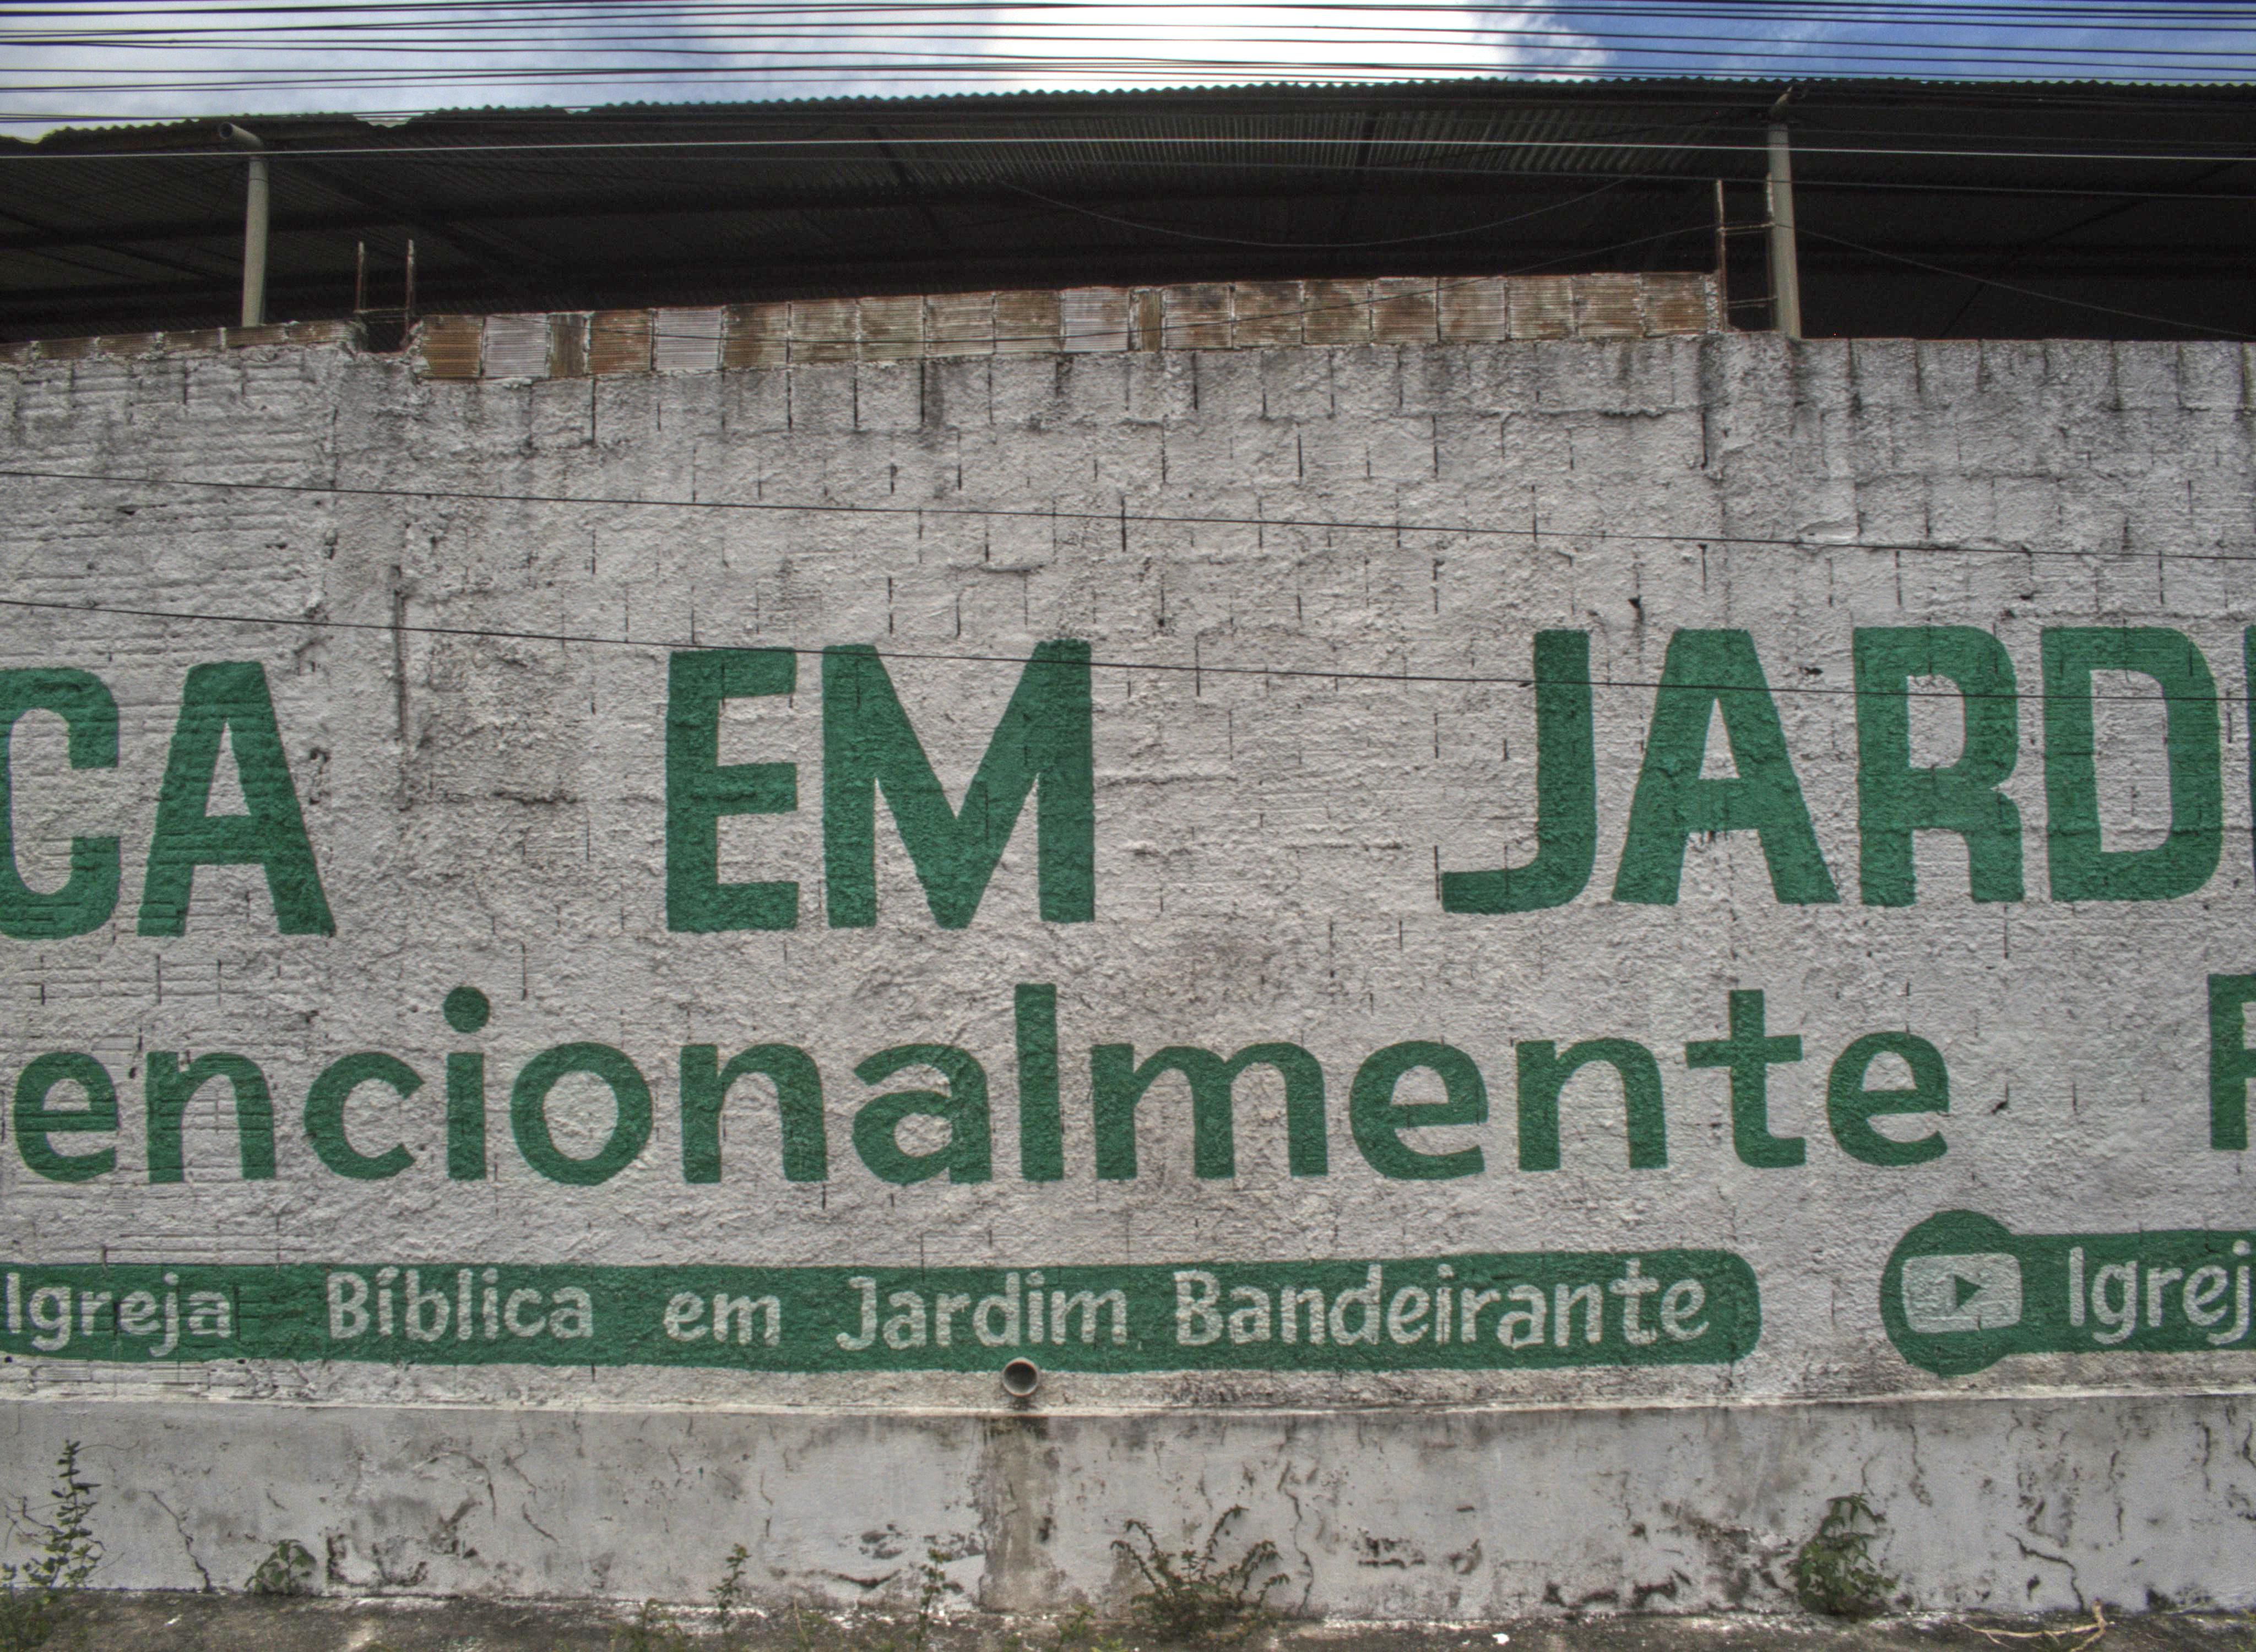 CA EM JARD
encionalmente
Igreja Bíblica em Jardim Bandeirante
Igrej